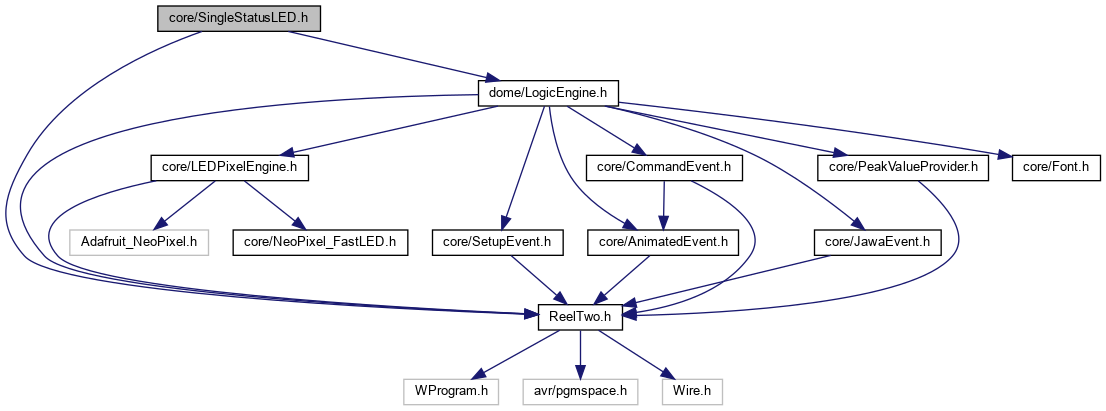 core/SingleStatusLED.h
dome/LogicEngine.h
core/LEDPixelEngine.h
core/CommandEvent.h
core/PeakValueProvider.h
core/Font.h
Adafruit_NeoPixel.h
core/NeoPixel_FastLED.h
core/SetupEvent.h
core/AnimatedEvent.h
core/JawaEvent.h
ReelTwo.h
WProgram.h
avr/pgmspace.h
Wire.h